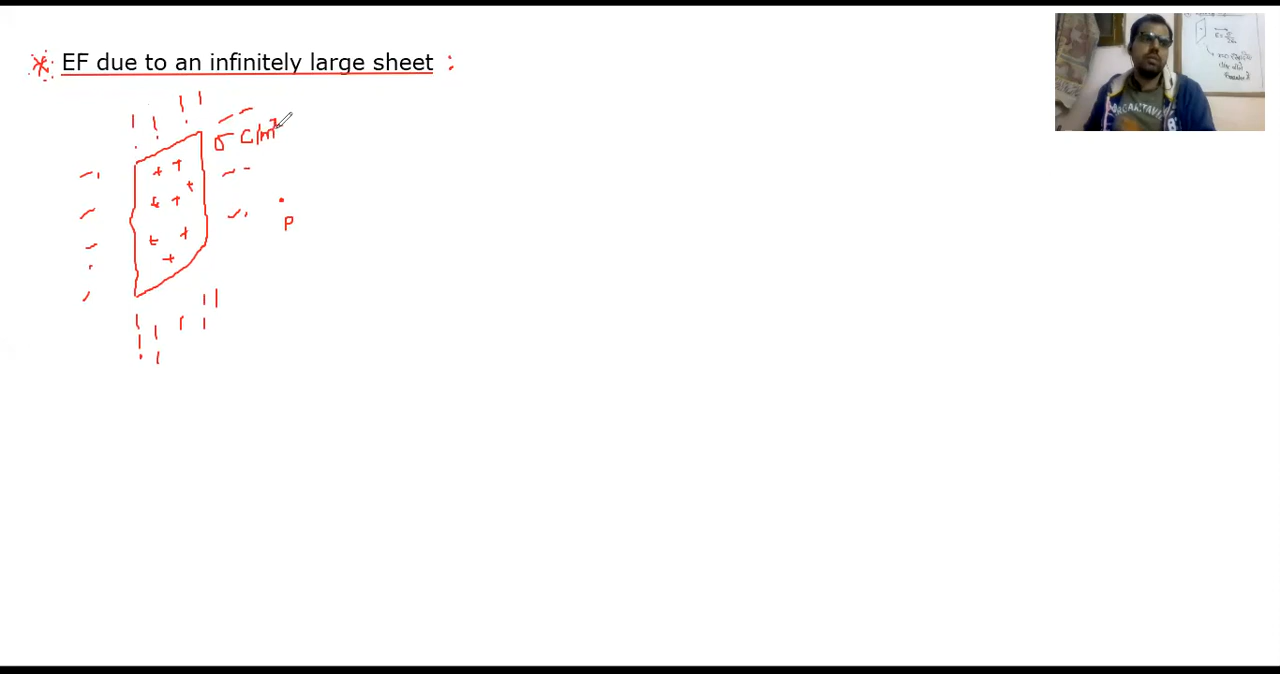 * EF due to an infinitely large sheet :
σ C/m²
P